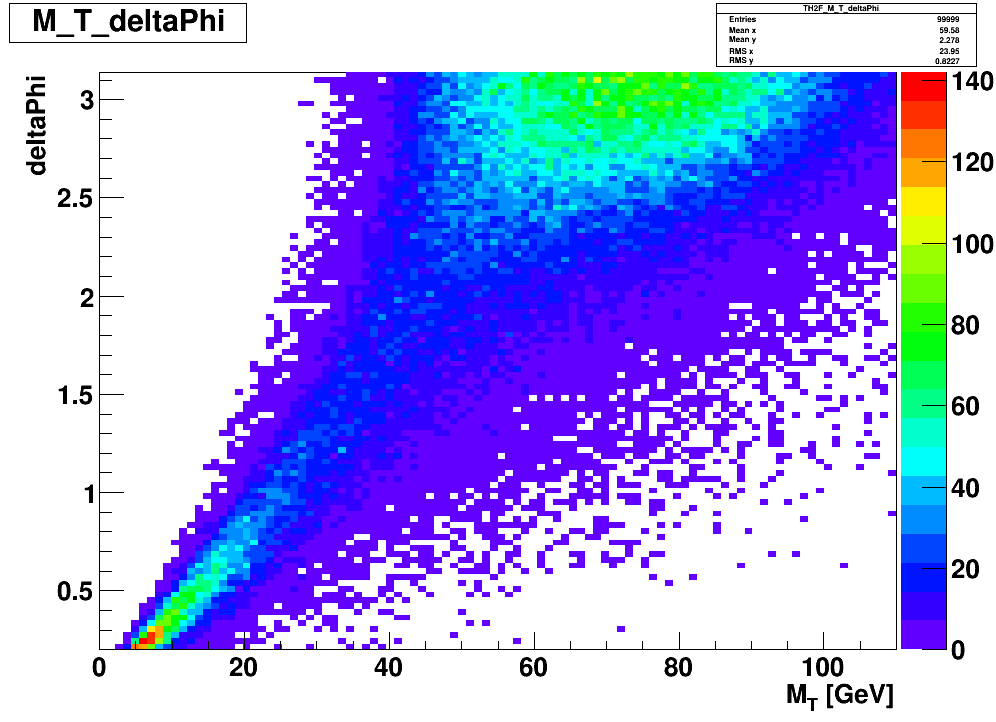 M_T_deltaPhi
TH2F_M_T_deltaPhi
Entries 99999
Mean x 59.58
Mean y 2.278
RMS x 23.95
RMS y 0.8227
deltaPhi
3
2.5
2
1.5
1
0.5
0 20 40 60 80 100
M_T [GeV]
140
120
100
80
60
40
20
0